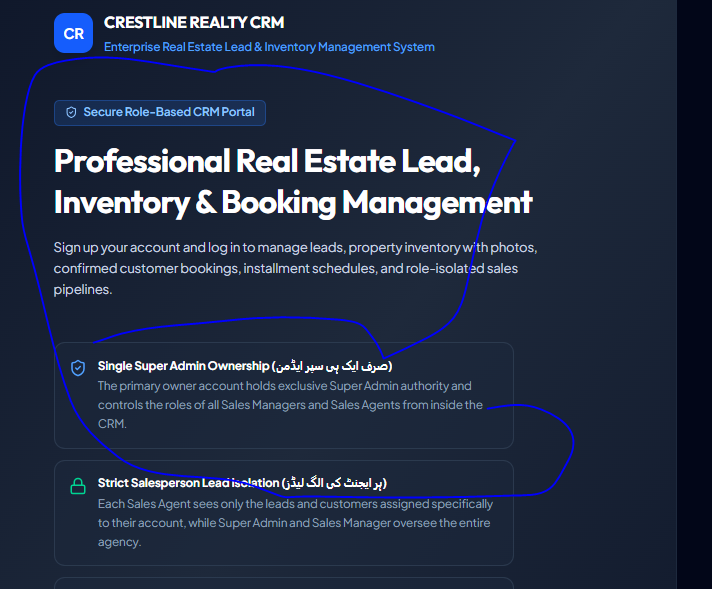 CR
CRESTLINE REALTY CRM
Enterprise Real Estate Lead & Inventory Management System
Secure Role-Based CRM Portal
Professional Real Estate Lead,
Inventory & Booking Management
Sign up your account and log in to manage leads, property inventory with photos,
confirmed customer bookings, installment schedules, and role-isolated sales
pipelines.
Single Super Admin Ownership (صرف ایک ہی سپر ایڈمن)
The primary owner account holds exclusive Super Admin authority and
controls the roles of all Sales Managers and Sales Agents from inside the
CRM.
Strict Salesperson Lead Isolation (ہر ایجنٹ کی الگ لیڈز)
Each Sales Agent sees only the leads and customers assigned specifically
to their account, while Super Admin and Sales Manager oversee the entire
agency.